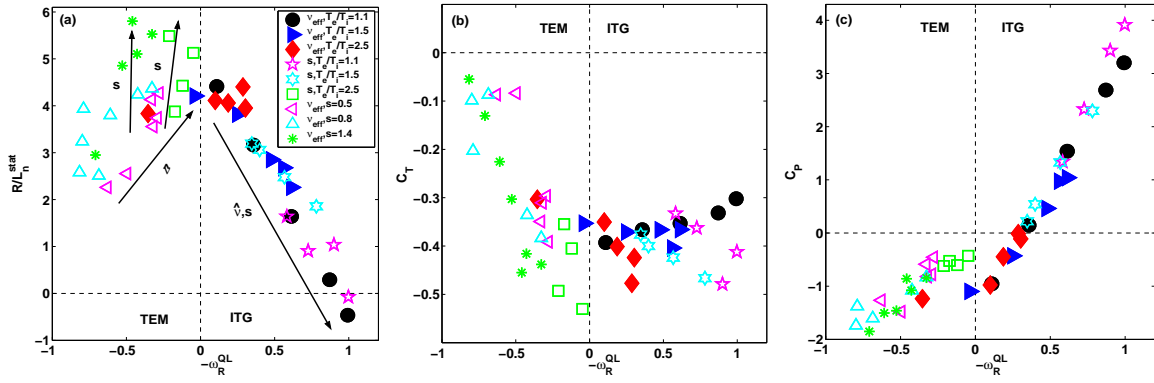 (a)
ν_eff,T_e/T_i=1.1
ν_eff,T_e/T_i=1.5
ν_eff,T_e/T_i=2.5
s,T_e/T_i=1.1
s,T_e/T_i=1.5
s,T_e/T_i=2.5
ν_eff,s=0.5
ν_eff,s=0.8
ν_eff,s=1.4
s
s
ν̂
ν̂,s
TEM
ITG
R/L_n^stat
6
5
4
3
2
1
0
−1
−1
−0.5
0
0.5
1
−ω_R^QL
(b)
TEM
ITG
C_T
0
−0.1
−0.2
−0.3
−0.4
−0.5
−1
−0.5
0
0.5
1
−ω_R^QL
(c)
TEM
ITG
C_P
4
3
2
1
0
−1
−2
−1
−0.5
0
0.5
1
−ω_R^QL